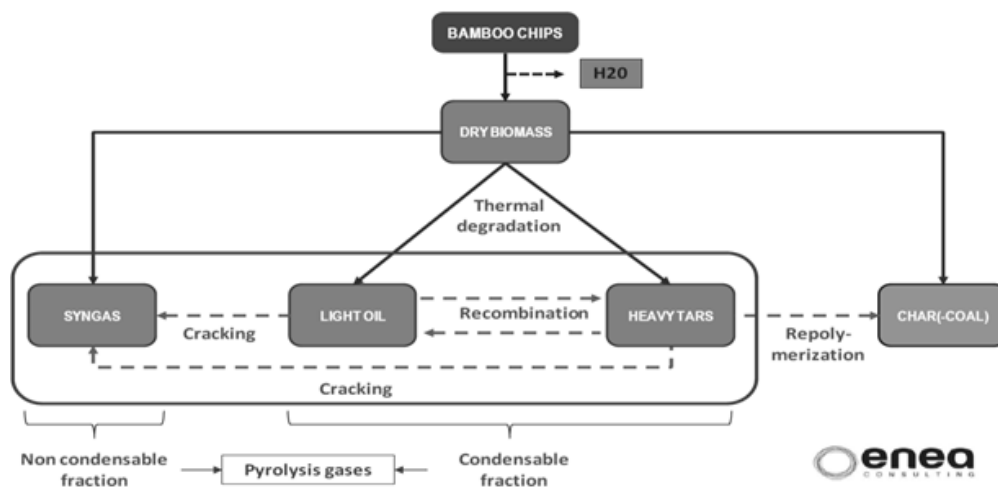 BAMBOO CHIPS
H20
DRY BIOMASS
Thermal
degradation
SYNGAS
Cracking
LIGHT OIL
Recombination
HEAVY TARS
Repoly-
merization
CHAR(-COAL)
Cracking
Non condensable
fraction
Pyrolysis gases
Condensable
fraction
enea
CONSULTING